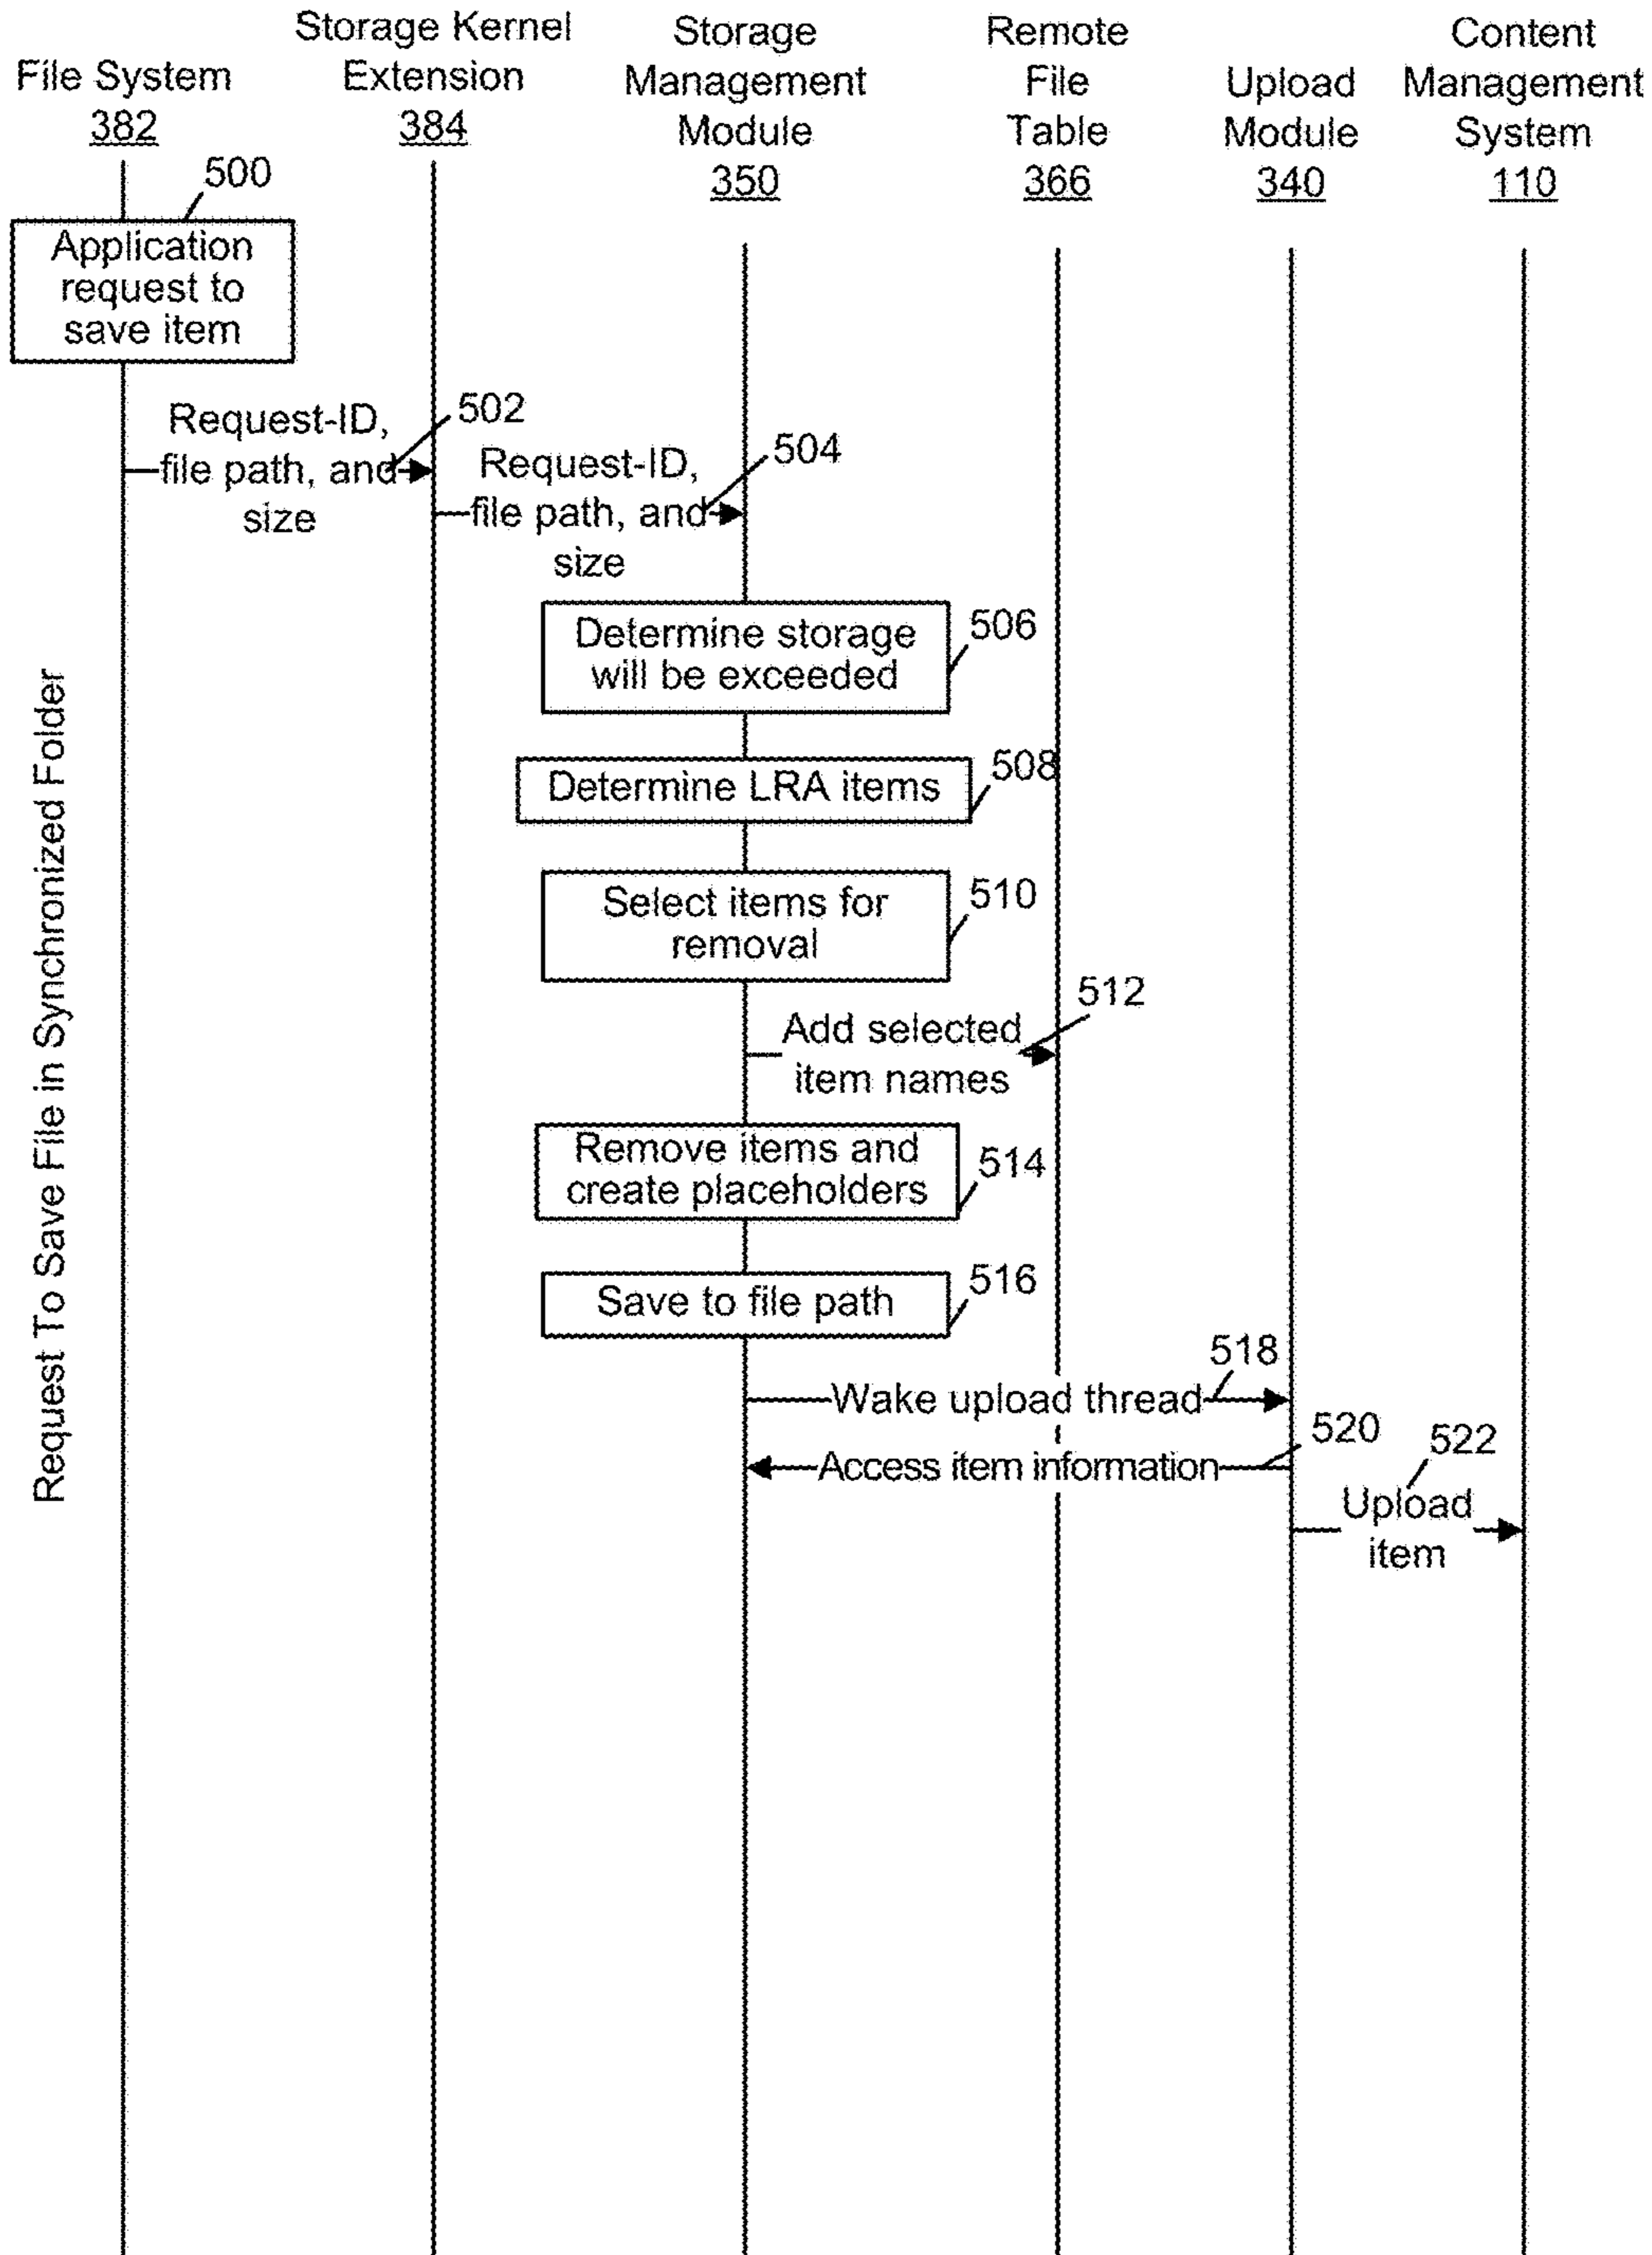 File System
382
Storage Kernel
Extension
384
Storage
Management
Module
350
Remote
File
Table
366
Upload
Module
340
Content
Management
System
110
500
Application
request to
save item
Request-ID,
file path, and
size
502
Request-ID,
file path, and
size
504
Determine storage
will be exceeded
506
Determine LRA items
508
Select items for
removal
510
Add selected
item names
512
Remove items and
create placeholders
514
Save to file path
516
Wake upload thread
518
Access item information
520
Upload
item
522
Request To Save File in Synchronized Folder